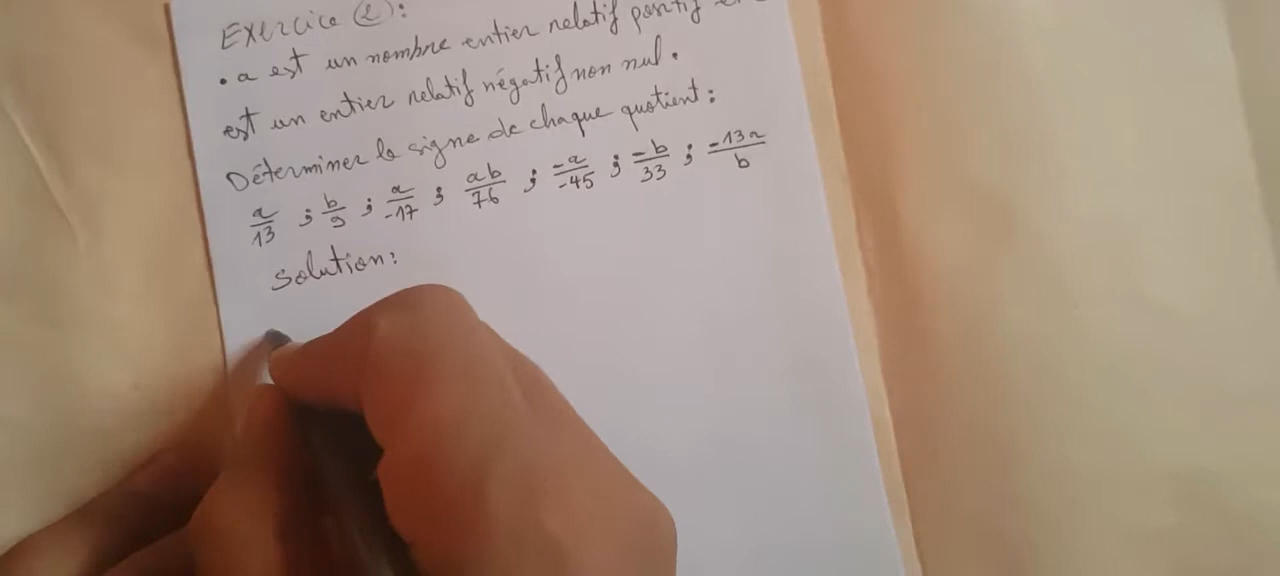 Exercice ②:
• a est un nombre entier relatif positif et
est un entier relatif négatif non nul.
Déterminer le signe de chaque quotient:
a/13 ; b/9 ; a/-17 ; ab/76 ; -a/-45 ; -b/33 ; -13a/b
Solution: